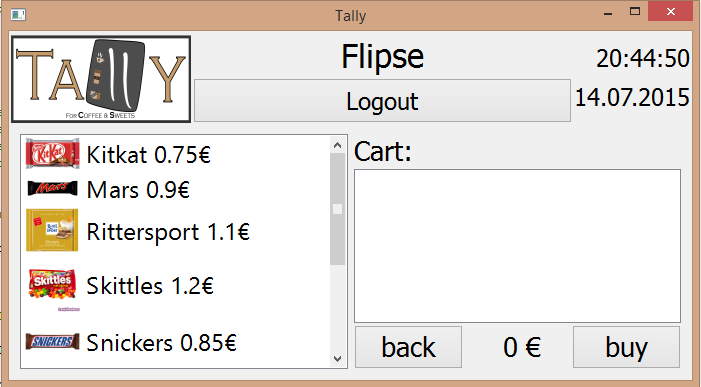 Tally
TALLY
FOR COFFEE & SWEETS
Flipse
20:44:50
Logout
14.07.2015
KitKat
Kitkat 0.75€
Mars
Mars 0.9€
Ritter
SPORT
Rittersport 1.1€
Skittles
Skittles 1.2€
SNICKERS
Snickers 0.85€
Cart:
back
0 €
buy